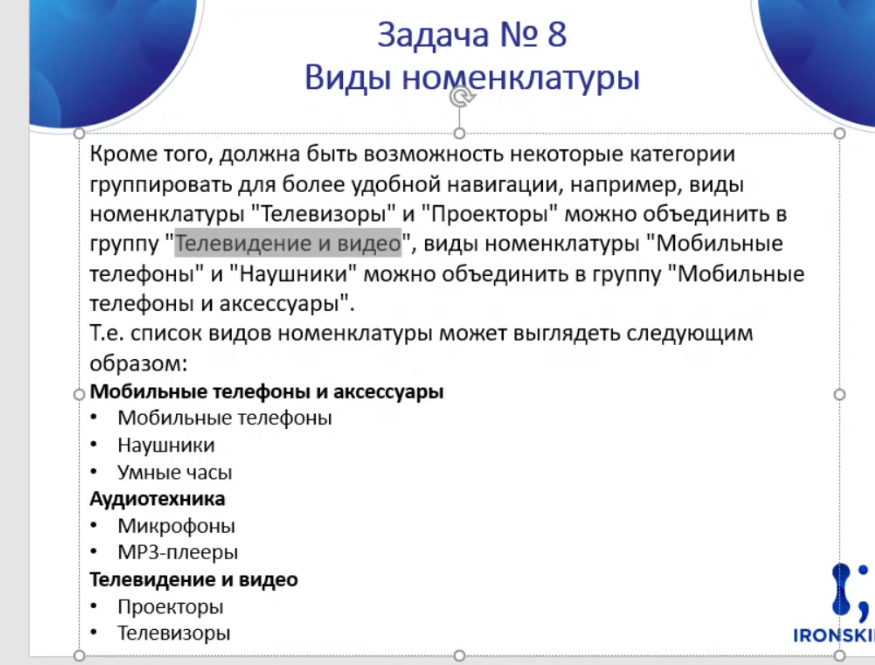 Задача № 8
Виды номенклатуры
Кроме того, должна быть возможность некоторые категории
группировать для более удобной навигации, например, виды
номенклатуры "Телевизоры" и "Проекторы" можно объединить в
группу "Телевидение и видео", виды номенклатуры "Мобильные
телефоны" и "Наушники" можно объединить в группу "Мобильные
телефоны и аксессуары".
Т.е. список видов номенклатуры может выглядеть следующим
образом:
Мобильные телефоны и аксессуары
• Мобильные телефоны
• Наушники
• Умные часы
Аудиотехника
• Микрофоны
• МР3-плееры
Телевидение и видео
• Проекторы
• Телевизоры